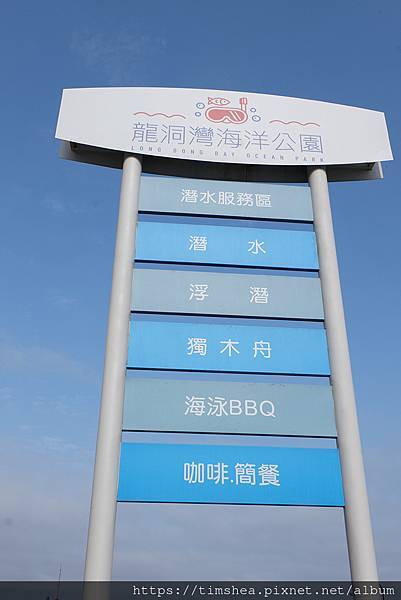 龍洞灣海洋公園
LONG DONG BAY OCEAN PARK
潛水服務區
潛 水
浮 潛
獨 木 舟
海泳BBQ
咖啡.簡餐
https://timshea.pixnet.net/album